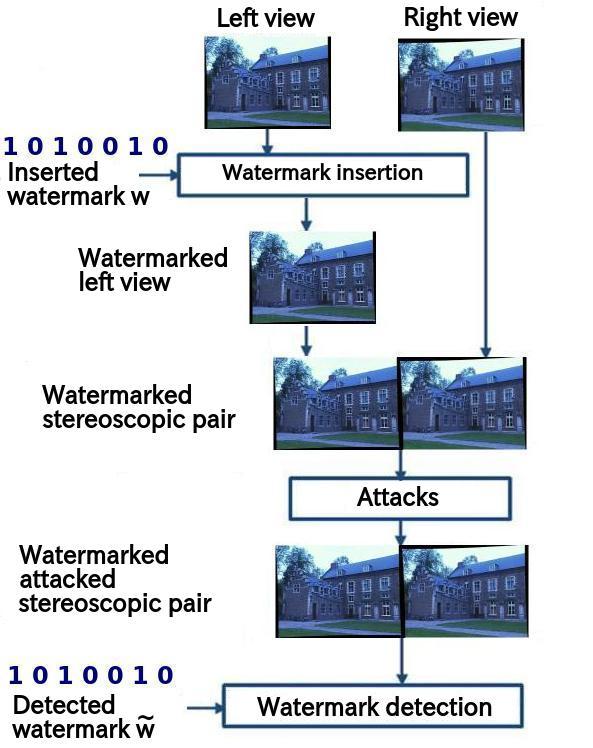 Left view
Right view
1 0 1 0 0 1 0
Inserted
watermark w
Watermark insertion
Watermarked
left view
Watermarked
stereoscopic pair
Attacks
Watermarked
attacked
stereoscopic pair
1 0 1 0 0 1 0
Detected
watermark w̃
Watermark detection